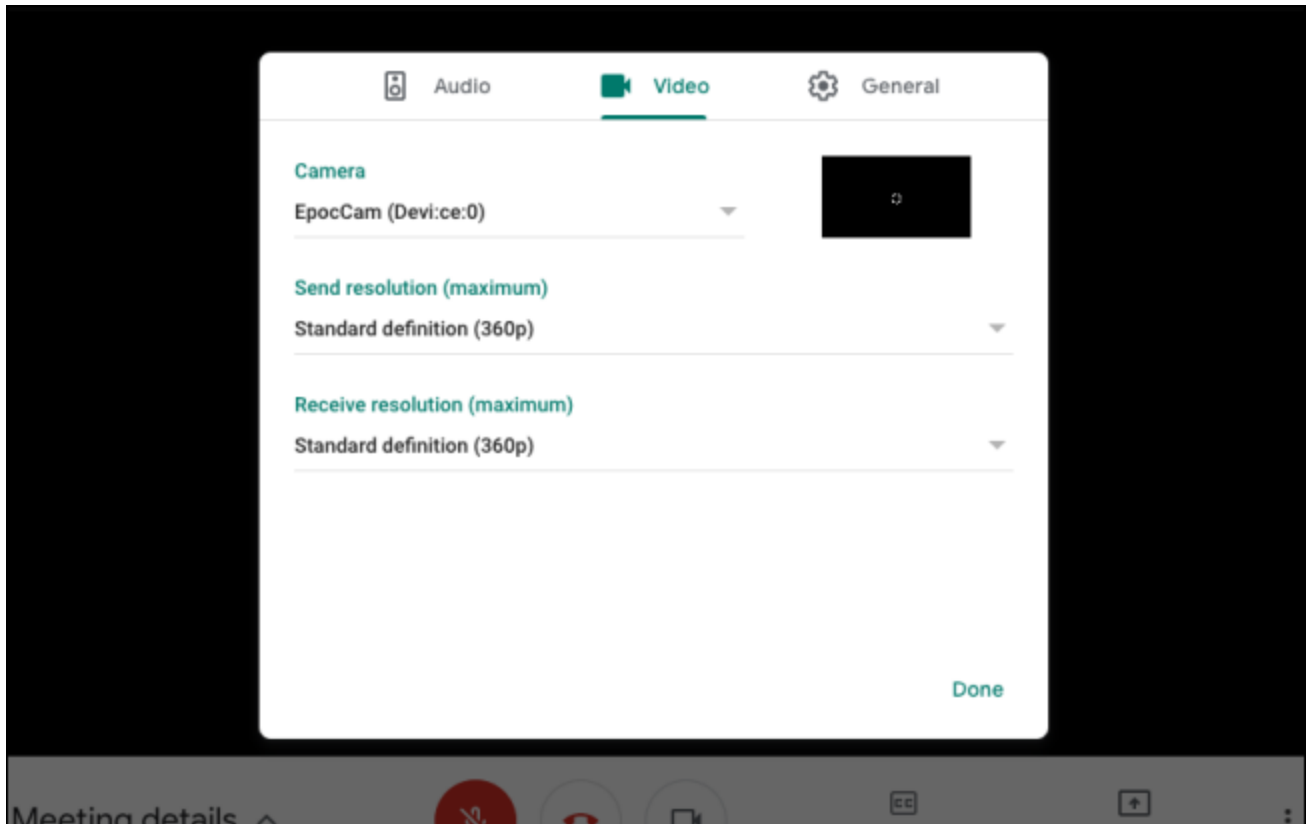 Audio
Video
General
Camera
EpocCam (Devi:ce:0)
Send resolution (maximum)
Standard definition (360p)
Receive resolution (maximum)
Standard definition (360p)
Done
Meeting details
CC